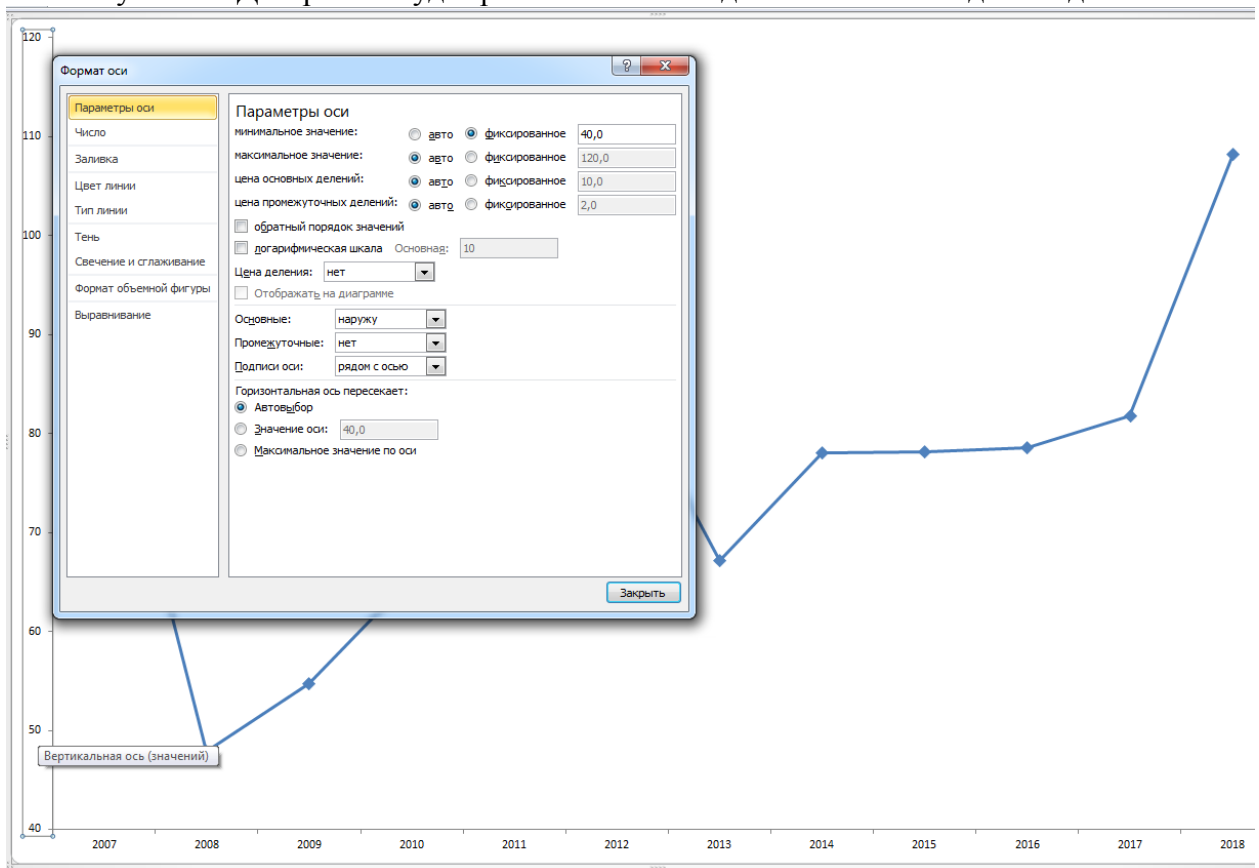 120
Формат оси
Параметры оси
Число
Заливка
Цвет линии
Тип линии
Тень
Свечение и сглаживание
Формат объемной фигуры
Выравнивание
Параметры оси
минимальное значение: авто фиксированное 40,0
максимальное значение: авто фиксированное 120,0
цена основных делений: авто фиксированное 10,0
цена промежуточных делений: авто фиксированное 2,0
обратный порядок значений
логарифмическая шкала Основная: 10
Цена деления: нет
Отображать на диаграмме
Основные: наружу
Промежуточные: нет
Подписи оси: рядом с осью
Горизонтальная ось пересекает:
Автовыбор
Значение оси: 40,0
Максимальное значение по оси
Закрыть
110
100
90
80
70
60
50
Вертикальная ось (значений)
40
2007 2008 2009 2010 2011 2012 2013 2014 2015 2016 2017 2018